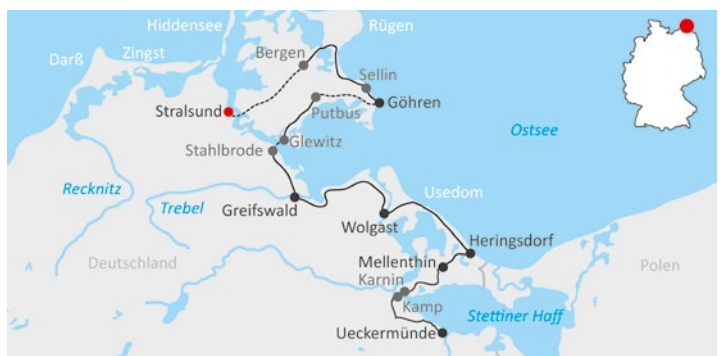 Hiddensee
Rügen
Zingst
Darß
Bergen
Sellin
Stralsund
Putbus
Göhren
Ostsee
Stahlbrode
Glewitz
Recknitz
Trebel
Usedom
Greifswald
Wolgast
Heringsdorf
Deutschland
Mellenthin
Polen
Karnin
Kamp
Stettiner Haff
Ueckermünde